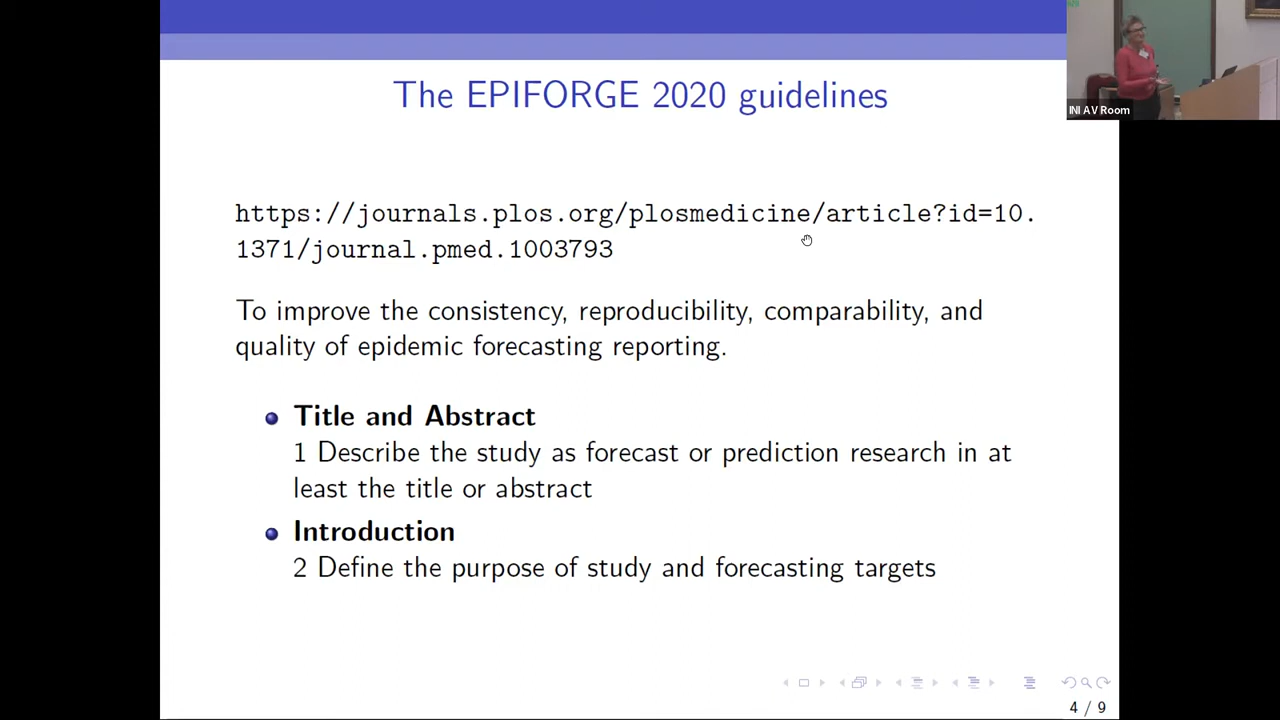 The EPIFORGE 2020 guidelines
INI AV Room
https://journals.plos.org/plosmedicine/article?id=10.
1371/journal.pmed.1003793
To improve the consistency, reproducibility, comparability, and
quality of epidemic forecasting reporting.
Title and Abstract
1 Describe the study as forecast or prediction research in at
least the title or abstract
Introduction
2 Define the purpose of study and forecasting targets
4 / 9